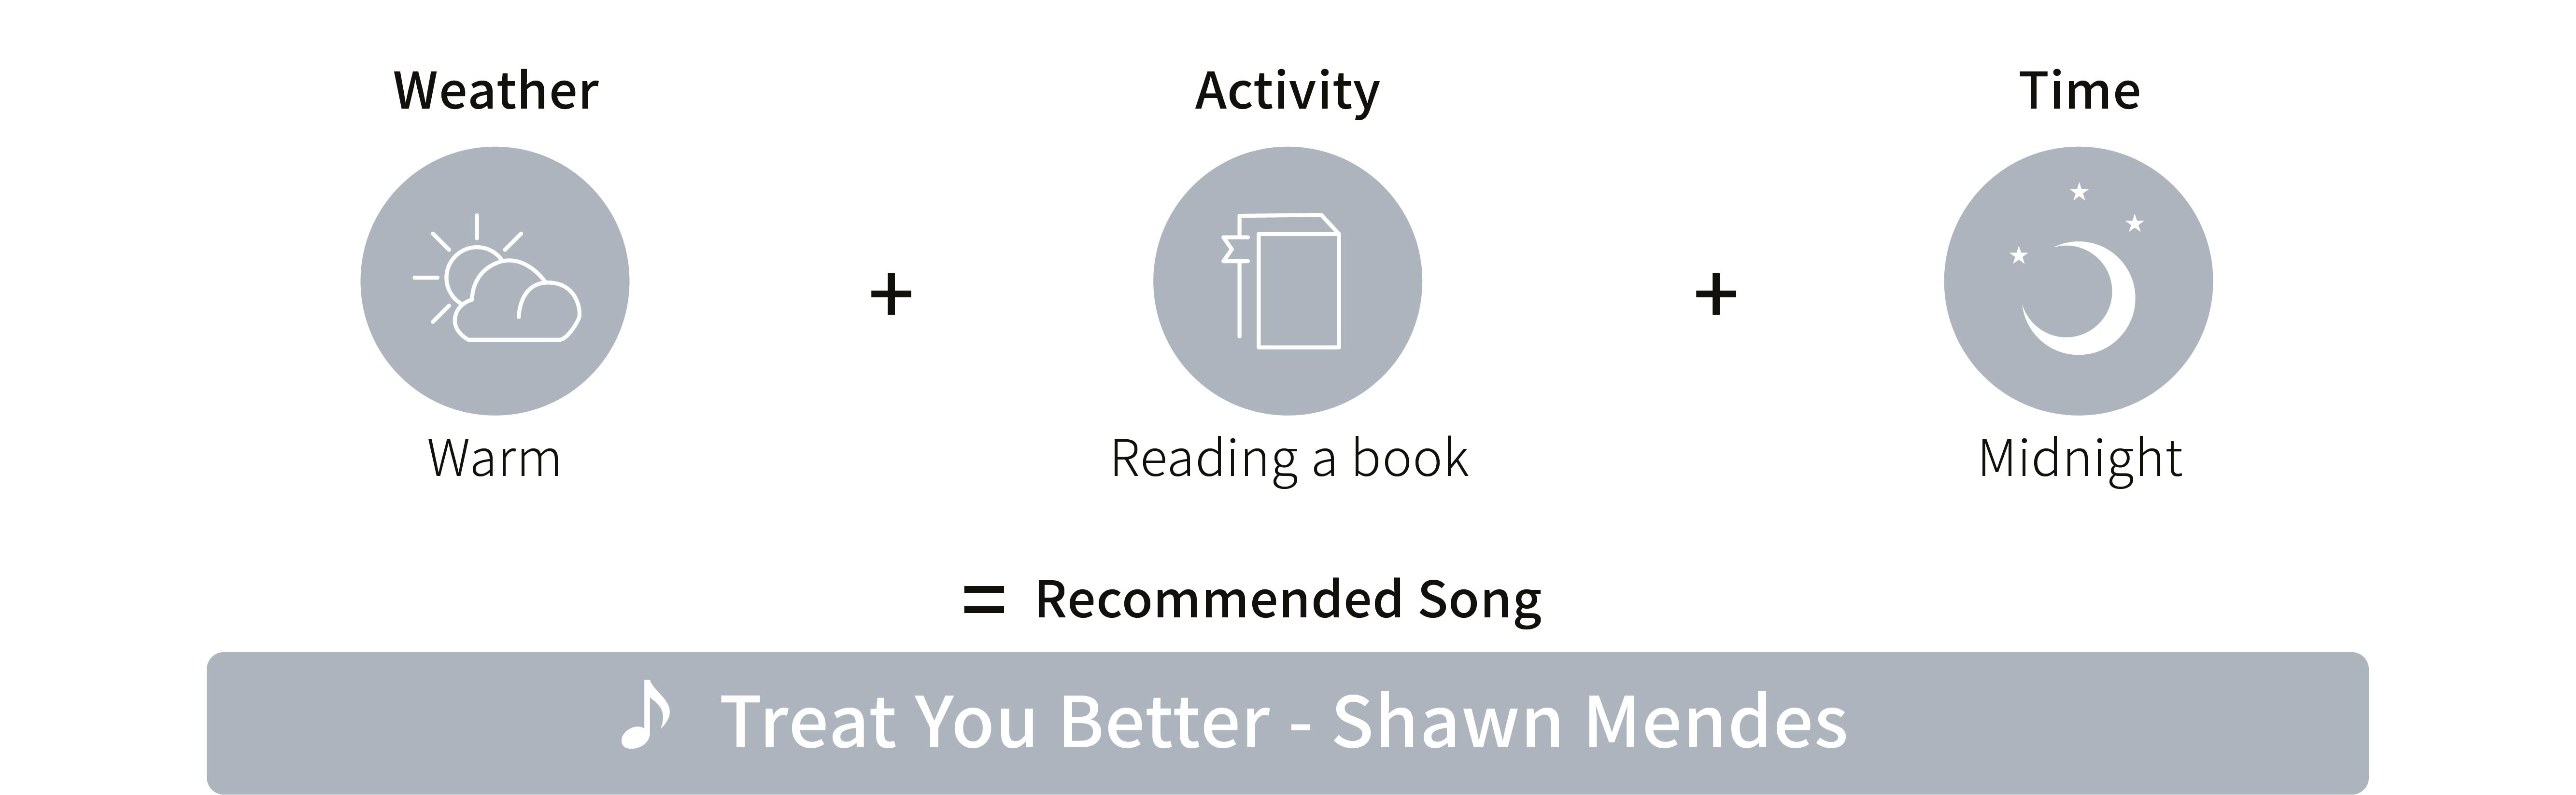 Weather
Activity
Time
+
+
Warm
Reading a book
Midnight
= Recommended Song
Treat You Better - Shawn Mendes